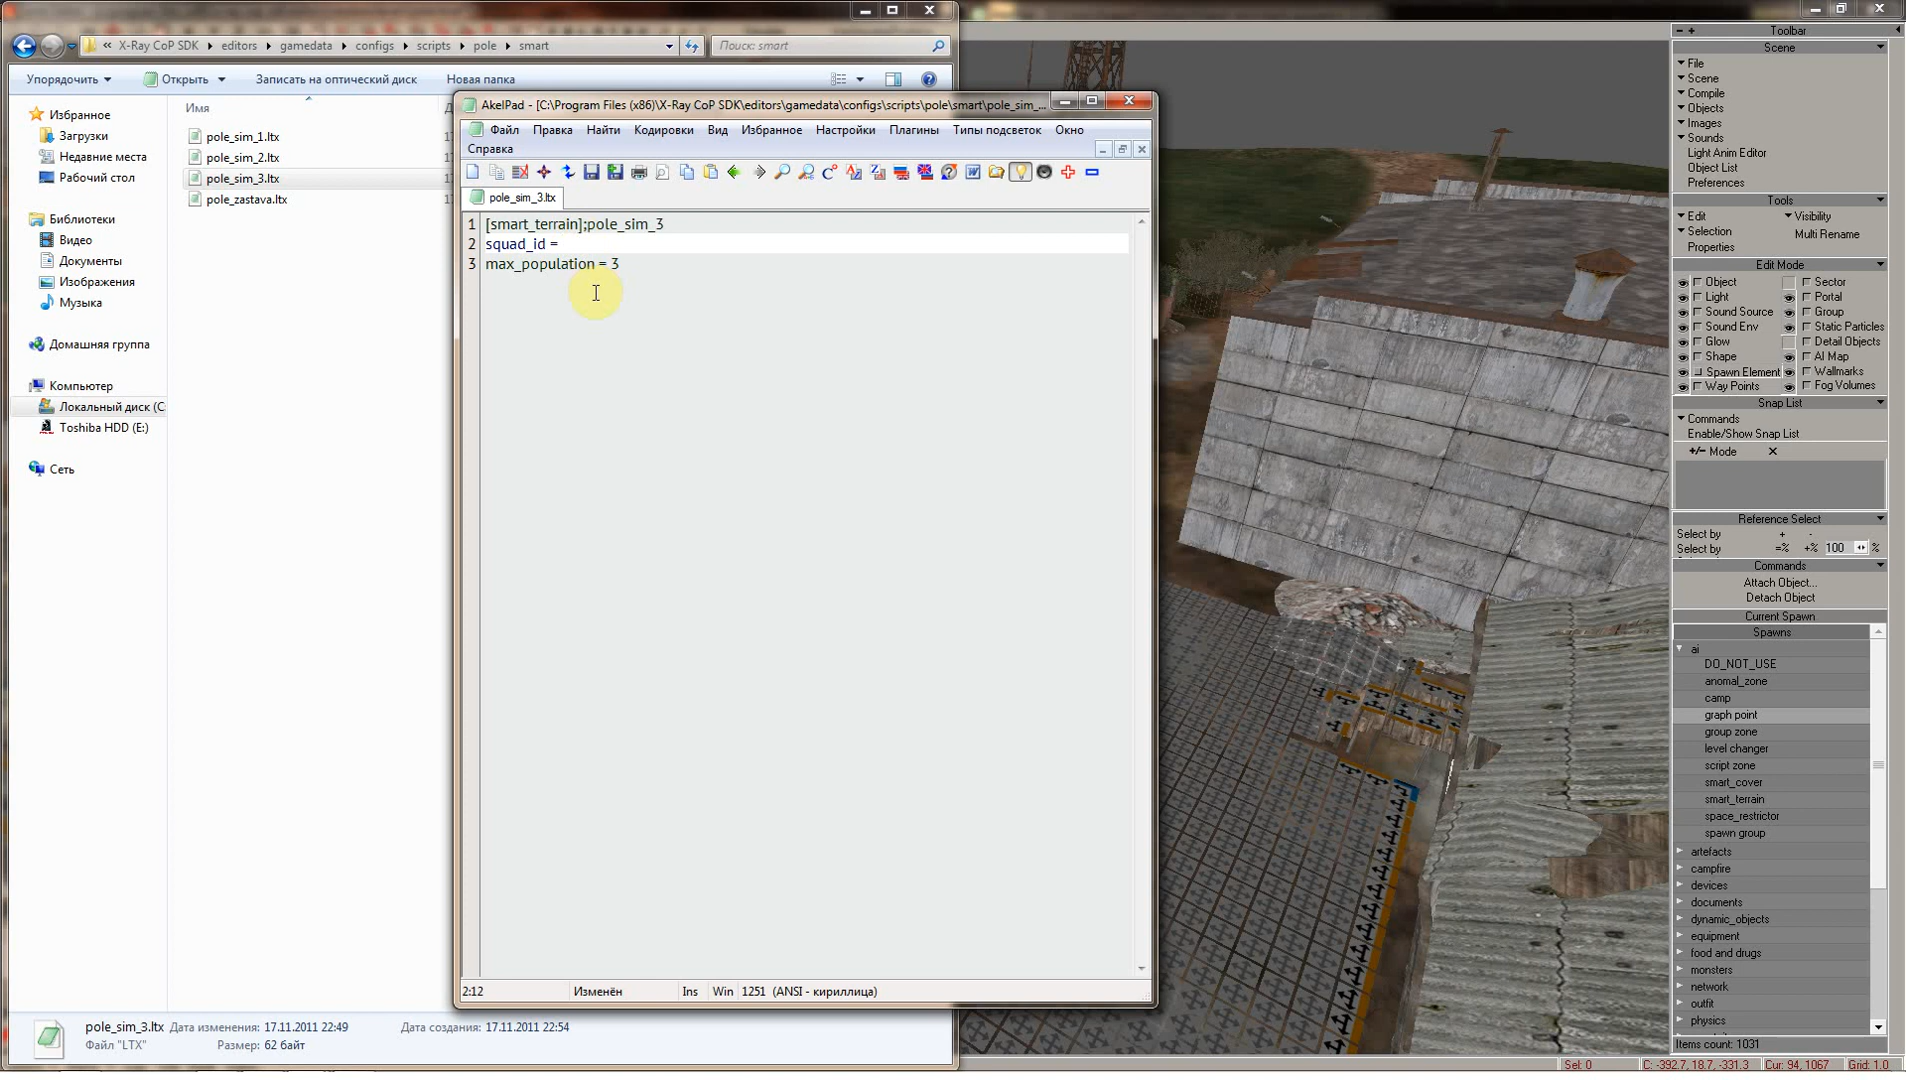 « X-Ray CoP SDK editors gamedata configs scripts pole smart
Поиск: smart
Упорядочить Открыть Записать на оптический диск Новая папка
Имя
Избранное
Загрузки
Недавние места
Рабочий стол
Библиотеки
Видео
Документы
Изображения
Музыка
Домашняя группа
Компьютер
Локальный диск (C:
Toshiba HDD (E:)
Сеть
pole_sim_1.ltx
pole_sim_2.ltx
pole_sim_3.ltx
pole_zastava.ltx
pole_sim_3.ltx Дата изменения: 17.11.2011 22:49 Дата создания: 17.11.2011 22:54
Файл "LTX" Размер: 62 байт
AkelPad - [C:\Program Files (x86)\X-Ray CoP SDK\editors\gamedata\configs\scripts\pole\smart\pole_sim_...
Файл Правка Найти Кодировки Вид Избранное Настройки Плагины Типы подсветок Окно
Справка
pole_sim_3.ltx
1 [smart_terrain];pole_sim_3
2 squad_id =
3 max_population = 3
2:12 Изменён Ins Win 1251 (ANSI - кириллица)
Toolbar
Scene
File
Scene
Compile
Objects
Images
Sounds
Light Anim Editor
Object List
Preferences
Tools
Edit Visibility
Selection Multi Rename
Properties
Edit Mode
Object Sector
Light Portal
Sound Source Group
Sound Env Static Particles
Glow Detail Objects
Shape AI Map
Spawn Element Wallmarks
Way Points Fog Volumes
Snap List
Commands
Enable/Show Snap List
+/- Mode X
Reference Select
Select by + -
Select by =% +% 100 %
Commands
Attach Object...
Detach Object
Current Spawn
Spawns
ai
DO_NOT_USE
anomal_zone
camp
graph point
group zone
level changer
script zone
smart_cover
smart_terrain
space_restrictor
spawn group
artefacts
campfire
devices
documents
dynamic_objects
equipment
food and drugs
monsters
network
outfit
physics
Items count: 1031
Sel: 0 C: -392.7, 18.7, -331.3 Cur: 94, 1067 Grid: 1.0